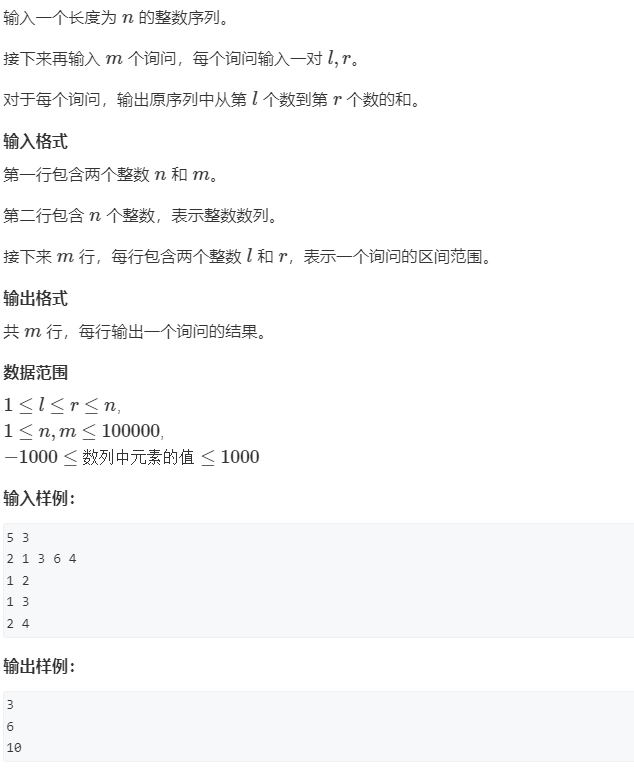 输入一个长度为 n 的整数序列。
接下来再输入 m 个询问，每个询问输入一对 l, r。
对于每个询问，输出原序列中从第 l 个数到第 r 个数的和。
输入格式
第一行包含两个整数 n 和 m。
第二行包含 n 个整数，表示整数数列。
接下来 m 行，每行包含两个整数 l 和 r，表示一个询问的区间范围。
输出格式
共 m 行，每行输出一个询问的结果。
数据范围
1 ≤ l ≤ r ≤ n,
1 ≤ n, m ≤ 100000,
−1000 ≤ 数列中元素的值 ≤ 1000
输入样例：
5 3
2 1 3 6 4
1 2
1 3
2 4
输出样例：
3
6
10